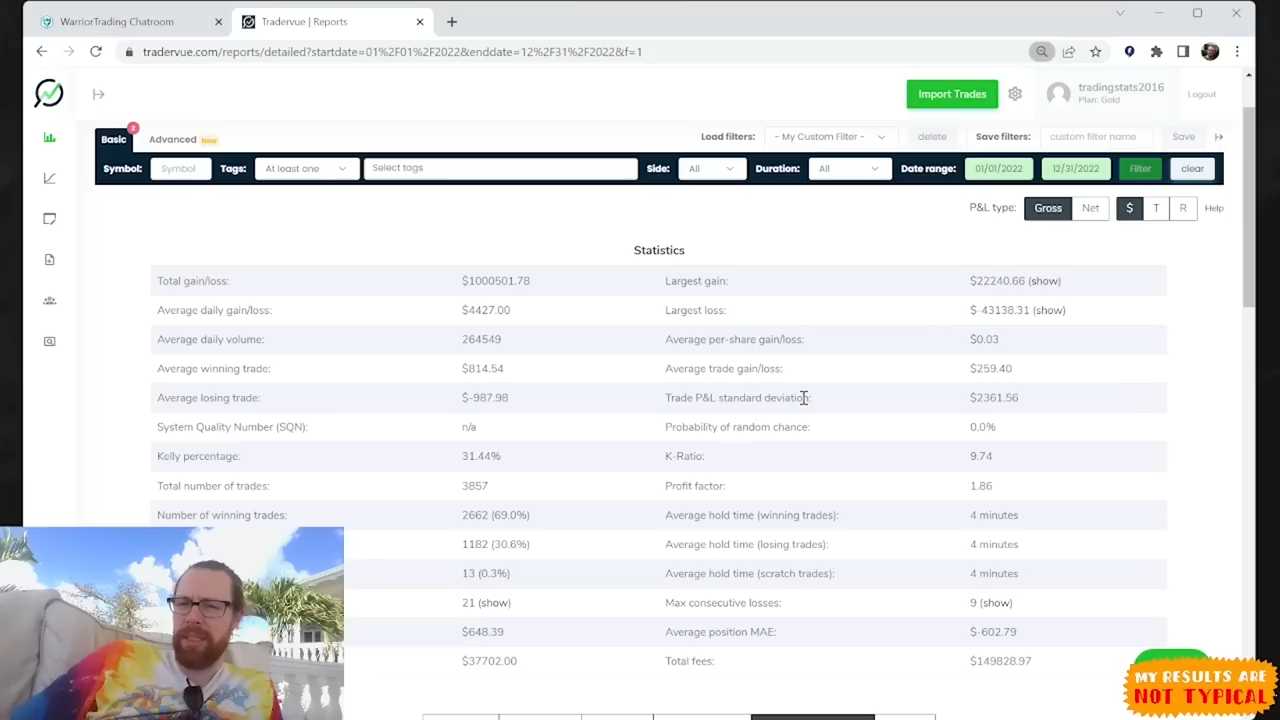 WarriorTrading Chatroom
Tradervue | Reports
tradervue.com/reports/detailed?startdate=01%2F01%2F2022&enddate=12%2F31%2F2022&f=1
Import Trades
tradingstats2016
Plan: Gold
Logout
Basic 2 Advanced New Load filters: - My Custom Filter - delete Save filters: custom filter name Save
Symbol: Symbol Tags: At least one Select tags Side: All Duration: All Date range: 01/01/2022 12/31/2022 Filter clear
P&L type: Gross Net $ T R Help
Statistics
Total gain/loss: $1000501.78 Largest gain: $22240.66 (show)
Average daily gain/loss: $4427.00 Largest loss: $-43138.31 (show)
Average daily volume: 264549 Average per-share gain/loss: $0.03
Average winning trade: $814.54 Average trade gain/loss: $259.40
Average losing trade: $-987.98 Trade P&L standard deviation: $2361.56
System Quality Number (SQN): n/a Probability of random chance: 0.0%
Kelly percentage: 31.44% K-Ratio: 9.74
Total number of trades: 3857 Profit factor: 1.86
Number of winning trades: 2662 (69.0%) Average hold time (winning trades): 4 minutes
1182 (30.6%) Average hold time (losing trades): 4 minutes
13 (0.3%) Average hold time (scratch trades): 4 minutes
21 (show) Max consecutive losses: 9 (show)
$648.39 Average position MAE: $-602.79
$37702.00 Total fees: $149828.97
MY RESULTS ARE
NOT TYPICAL